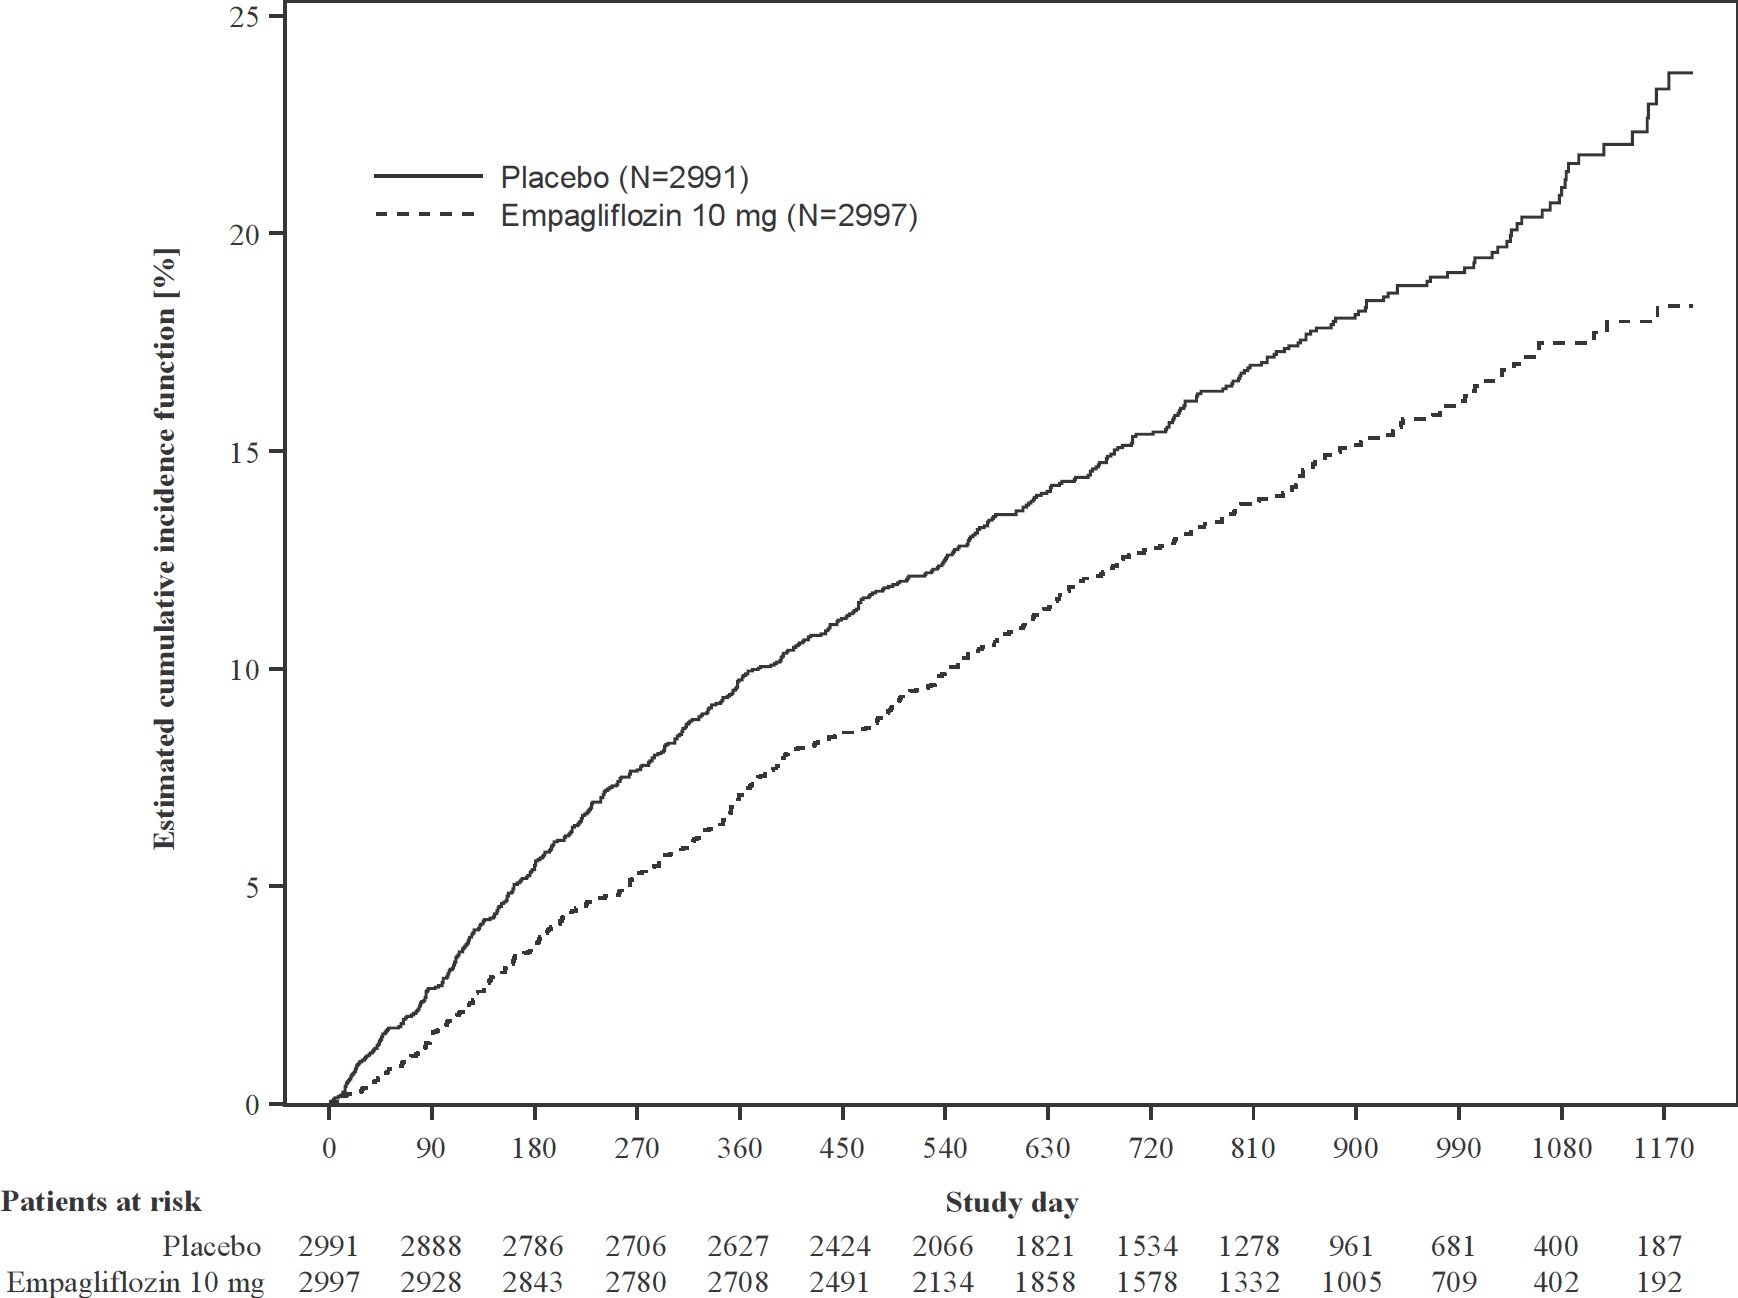 25
Placebo (N=2991)
Empagliflozin 10 mg (N=2997)
20
15
10
5
0
Estimated cumulative incidence function [%]
0 90 180 270 360 450 540 630 720 810 900 990 1080 1170
Patients at risk Study day
Placebo 2991 2888 2786 2706 2627 2424 2066 1821 1534 1278 961 681 400 187
Empagliflozin 10 mg 2997 2928 2843 2780 2708 2491 2134 1858 1578 1332 1005 709 402 192